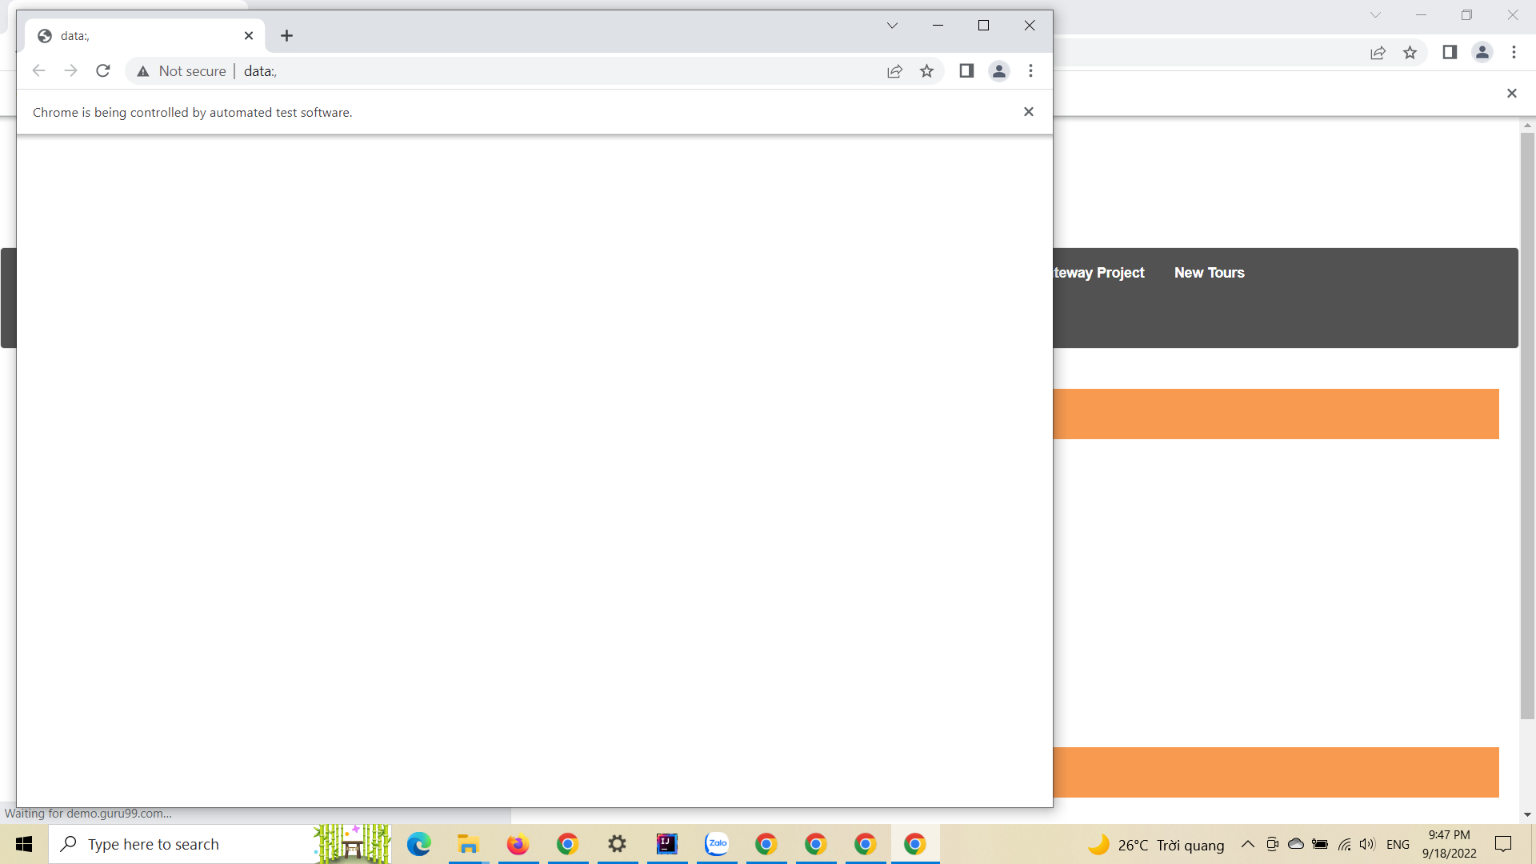 data:,
Not secure
data:,
Chrome is being controlled by automated test software.
teway Project
New Tours
Waiting for demo.guru99.com...
Type here to search
IJ
Zalo
26°C Trời quang
ENG
9:47 PM
9/18/2022